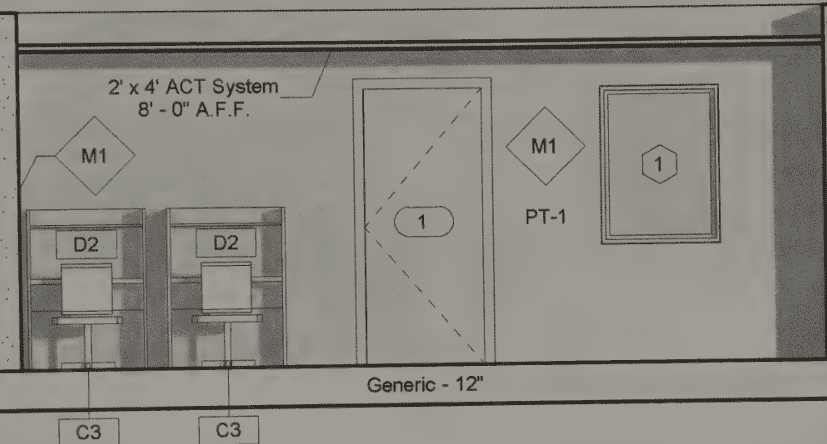 2' x 4' ACT System
8' - 0" A.F.F.
M1
M1
1
1
PT-1
D2
D2
Generic - 12"
C3
C3